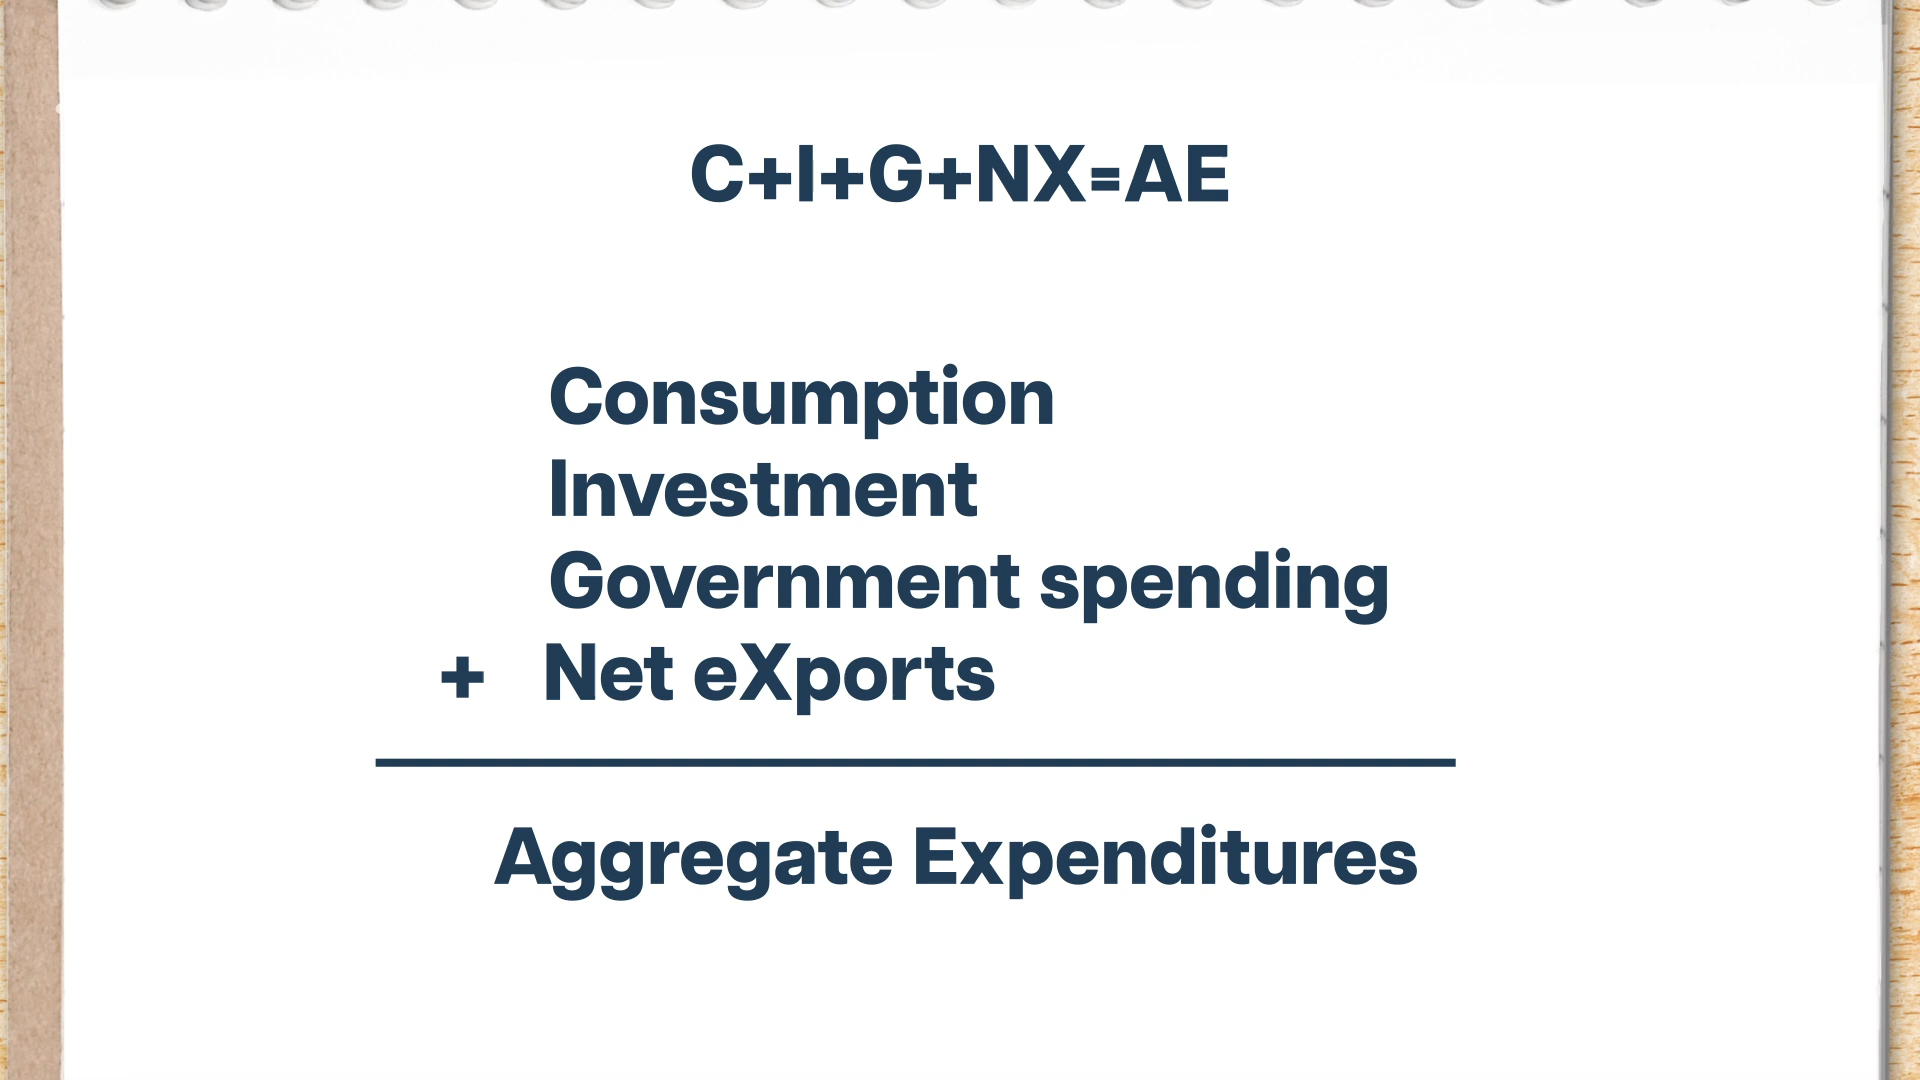 C+I+G+NX=AE
Consumption
Investment
Government spending
+ Net eXports
Aggregate Expenditures